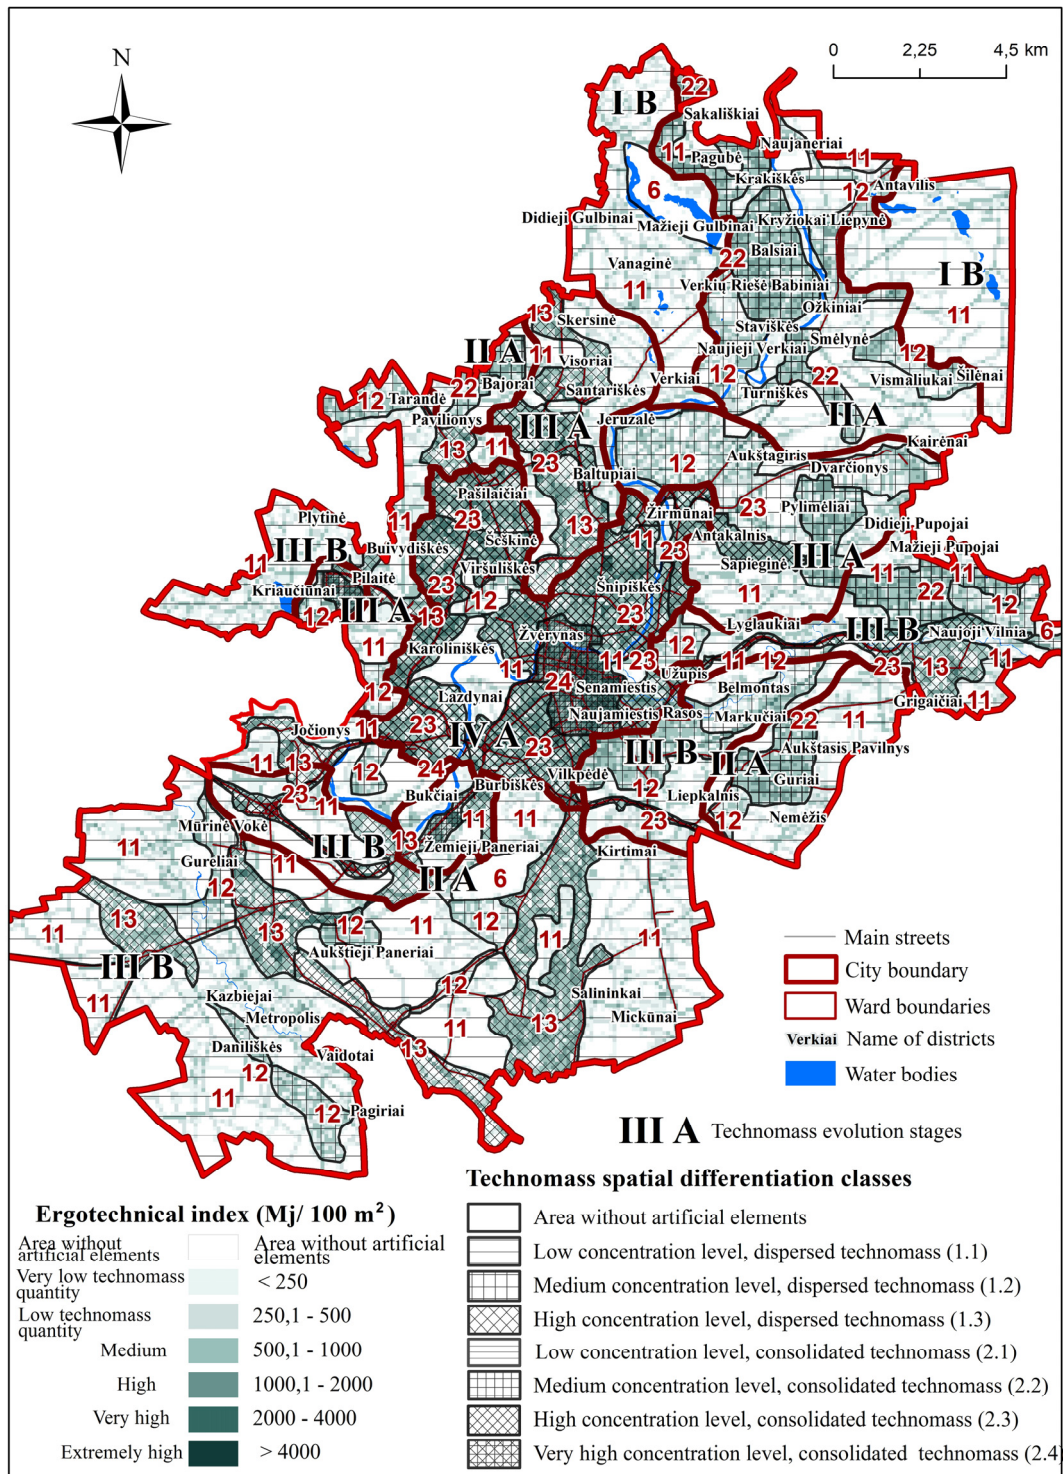 N
0 2,25 4,5 km
I B
22
Sakališkiai
Naujaneriai
11
Pagubė
11
Krakiškės
6
12
Antavilis
Didieji Gulbinai
Mažieji Gulbinai
Kryžiokai
Liepynė
Balsiai
22
Vanaginė
I B
11
Verkių Riešė
Babiniai
11
Ožkiniai
13
Skersinė
Staviškės
Smėlynė
II A
11
Visoriai
Naujieji Verkiai
12
22
Bajorai
Santariškės
Verkiai
12
22
Vismaliukai
Šilėnai
12
Tarandė
Turniškės
II A
Pavilionys
III A
Jeruzalė
13
11
Kairėnai
23
Baltupiai
12
Aukštagiris
Dvarčionys
Pašilaičiai
23
Pylimėliai
Plytinė
11
23
13
Žirmūnai
Didieji Pupojai
Buivydiškės
Šeškinė
11
Antakalnis
III B
23
III A
Mažieji Pupojai
11
Viršuliškės
Sapieginė
11
11
Pilaitė
Kriaučiūnai
23
12
Šnipiškės
11
22
12
12
III A
13
23
Lyglaukiai
III B
Naujoji Vilnia
6
11
Karoliniškės
Žvėrynas
12
11
11
23
11
12
23
13
11
Lazdynai
24
Užupis
Belmontas
12
Senamiestis
Grigaičiai
11
Jočionys
11
23
Naujamiestis
Rasos
Markučiai
22
11
IV A
23
Aukštasis Pavilnys
11
13
12
24
III B
II A
Vilkpėdė
Guriai
23
11
Bukčiai
Burbiškės
12
Liepkalnis
Mūrinė Vokė
11
11
23
12
Nemėžis
11
III B
13
Žemieji Paneriai
Kirtimai
Gureliai
11
12
II A
6
13
12
12
11
13
11
11
11
Aukštieji Paneriai
III B
12
Salininkai
11
Kazbiejai
Metropolis
11
13
Mickūnai
Daniliškės
Vaidotai
13
12
11
12
Pagiriai
Main streets
City boundary
Ward boundaries
Verkiai Name of districts
Water bodies
III A Technomass evolution stages
Technomass spatial differentiation classes
Area without artificial elements
Low concentration level, dispersed technomass (1.1)
Medium concentration level, dispersed technomass (1.2)
High concentration level, dispersed technomass (1.3)
Low concentration level, consolidated technomass (2.1)
Medium concentration level, consolidated technomass (2.2)
High concentration level, consolidated technomass (2.3)
Very high concentration level, consolidated technomass (2.4)
Ergotechnical index (Mj/ 100 m²)
Area without artificial elements Area without artificial elements
Very low technomass quantity < 250
Low technomass quantity 250,1 - 500
Medium 500,1 - 1000
High 1000,1 - 2000
Very high 2000 - 4000
Extremely high > 4000